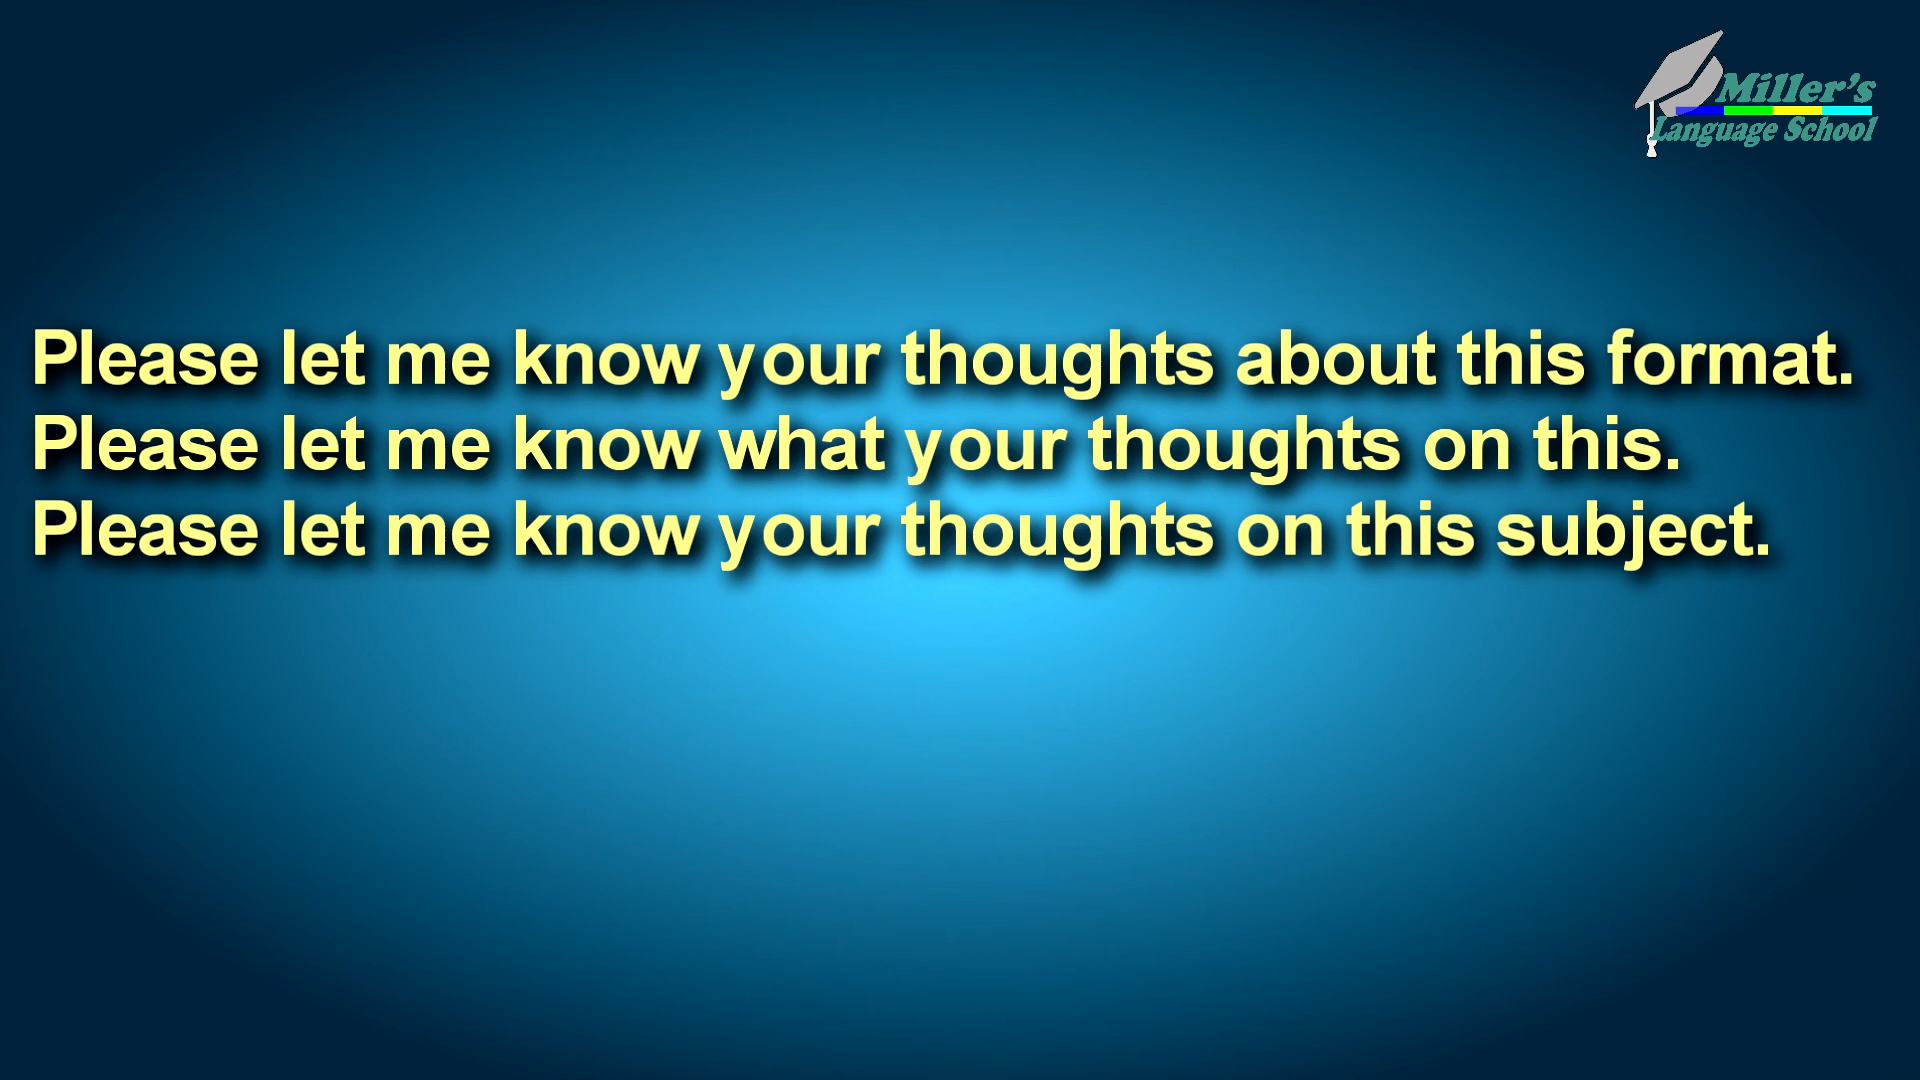 Miller's
Language School
Please let me know your thoughts about this format.
Please let me know what your thoughts on this.
Please let me know your thoughts on this subject.